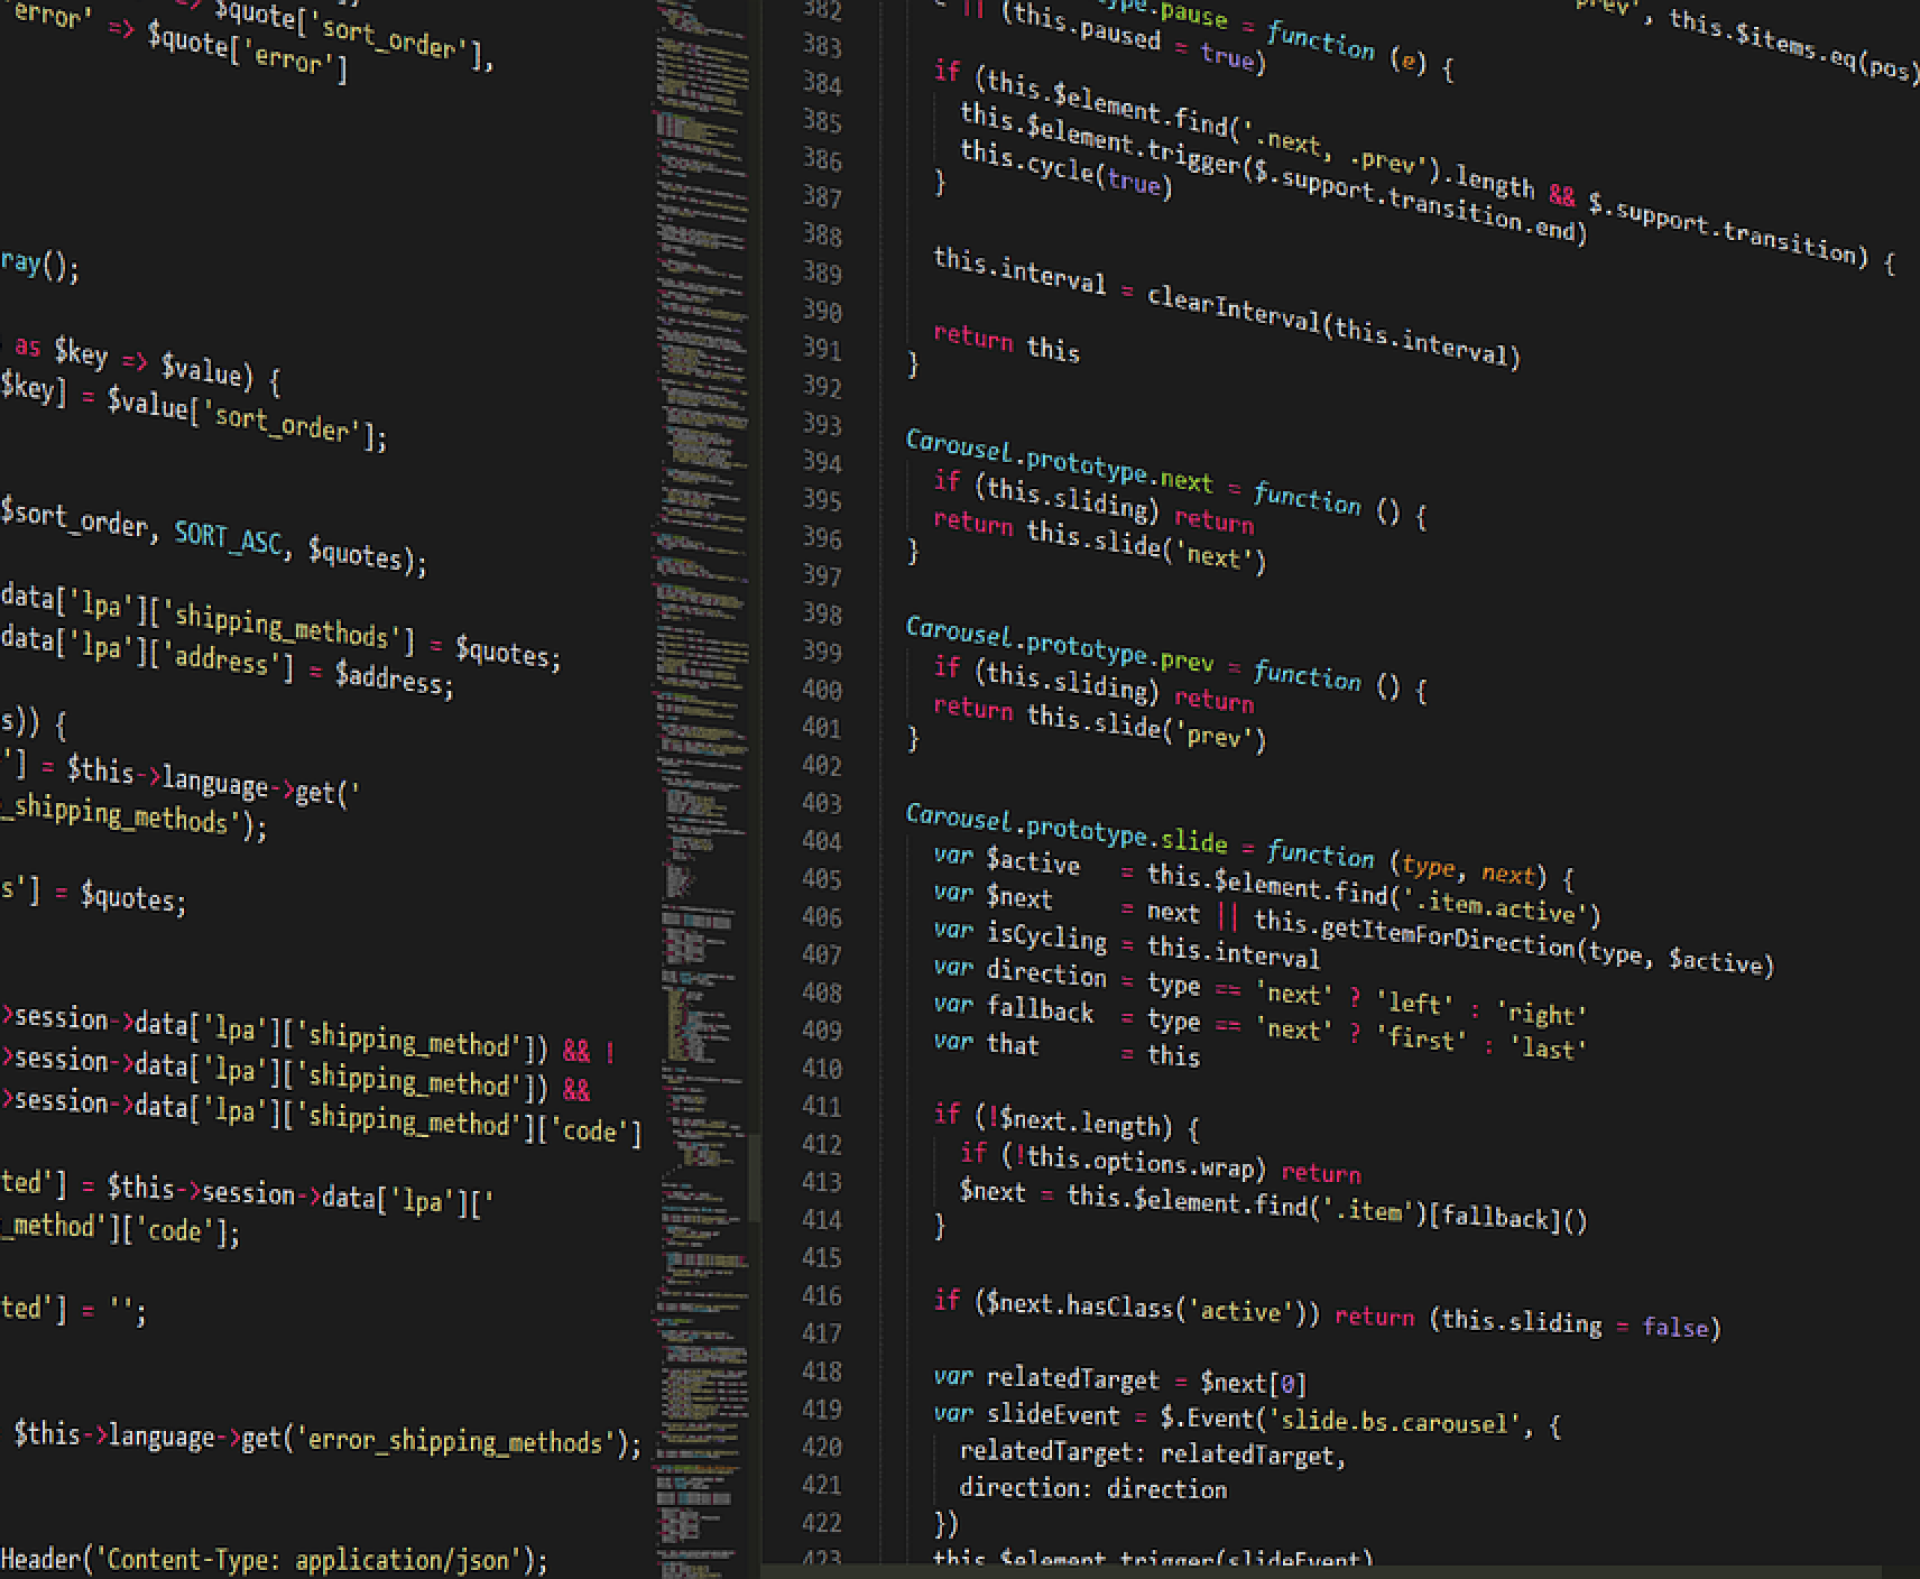 'error' => $quote['sort_order'],
$quote['error']
ray();
as $key => $value) {
$key] = $value['sort_order'];
$sort_order, SORT_ASC, $quotes);
data['lpa']['shipping_methods'] = $quotes;
data['lpa']['address'] = $address;
s)) {
'] = $this->language->get('
_shipping_methods');
s'] = $quotes;
>session->data['lpa']['shipping_method']) && !
>session->data['lpa']['shipping_method']) &&
>session->data['lpa']['shipping_method']['code']
ted'] = $this->session->data['lpa']['
_method']['code'];
ted'] = '';
$this->language->get('error_shipping_methods');
Header('Content-Type: application/json');
prev', this.$items.eq(pos)
382
.pause = function (e) {
383 || (this.paused = true)
384
385 if (this.$element.find('.next, .prev').length && $.support.transition) {
386 this.$element.trigger($.support.transition.end)
387 this.cycle(true)
388 }
389
390 this.interval = clearInterval(this.interval)
391
392 return this
393 }
394
395 Carousel.prototype.next = function () {
396 if (this.sliding) return
397 return this.slide('next')
398 }
399
400 Carousel.prototype.prev = function () {
401 if (this.sliding) return
402 return this.slide('prev')
403 }
404
405 Carousel.prototype.slide = function (type, next) {
406 var $active = this.$element.find('.item.active')
407 var $next = next || this.getItemForDirection(type, $active)
408 var isCycling = this.interval
409 var direction = type == 'next' ? 'left' : 'right'
410 var fallback = type == 'next' ? 'first' : 'last'
411 var that = this
412
413 if (!$next.length) {
414 if (!this.options.wrap) return
415 $next = this.$element.find('.item')[fallback]()
416 }
417
418 if ($next.hasClass('active')) return (this.sliding = false)
419
420 var relatedTarget = $next[0]
421 var slideEvent = $.Event('slide.bs.carousel', {
422 relatedTarget: relatedTarget,
423 direction: direction
})
this.$element.trigger(slideEvent)